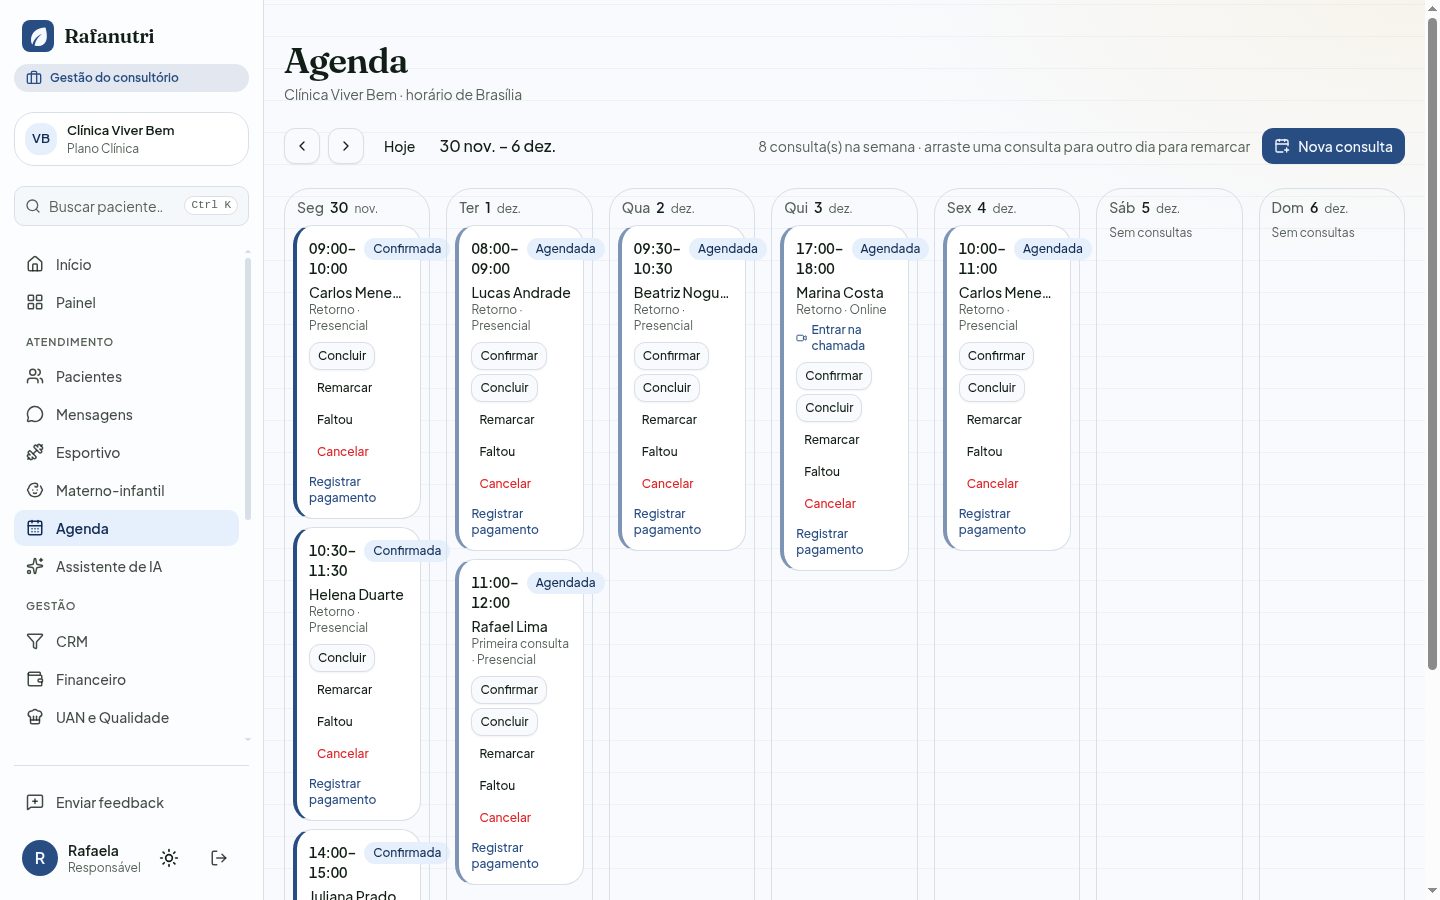 Rafanutri
Gestão do consultório
VB
Clínica Viver Bem
Plano Clínica
Buscar paciente..
Ctrl K
Início
Painel
ATENDIMENTO
Pacientes
Mensagens
Esportivo
Materno-infantil
Agenda
Assistente de IA
GESTÃO
CRM
Financeiro
UAN e Qualidade
Enviar feedback
R
Rafaela
Responsável
Agenda
Clínica Viver Bem · horário de Brasília
Hoje
30 nov. – 6 dez.
8 consulta(s) na semana · arraste uma consulta para outro dia para remarcar
Nova consulta
Seg 30 nov.
09:00–
10:00
Confirmada
Carlos Mene...
Retorno ·
Presencial
Concluir
Remarcar
Faltou
Cancelar
Registrar
pagamento
10:30–
11:30
Confirmada
Helena Duarte
Retorno ·
Presencial
Concluir
Remarcar
Faltou
Cancelar
Registrar
pagamento
14:00–
15:00
Confirmada
Juliana Prado
Ter 1 dez.
08:00–
09:00
Agendada
Lucas Andrade
Retorno ·
Presencial
Confirmar
Concluir
Remarcar
Faltou
Cancelar
Registrar
pagamento
11:00–
12:00
Agendada
Rafael Lima
Primeira consulta
· Presencial
Confirmar
Concluir
Remarcar
Faltou
Cancelar
Registrar
pagamento
Qua 2 dez.
09:30–
10:30
Agendada
Beatriz Nogu...
Retorno ·
Presencial
Confirmar
Concluir
Remarcar
Faltou
Cancelar
Registrar
pagamento
Qui 3 dez.
17:00–
18:00
Agendada
Marina Costa
Retorno · Online
Entrar na
chamada
Confirmar
Concluir
Remarcar
Faltou
Cancelar
Registrar
pagamento
Sex 4 dez.
10:00–
11:00
Agendada
Carlos Mene...
Retorno ·
Presencial
Confirmar
Concluir
Remarcar
Faltou
Cancelar
Registrar
pagamento
Sáb 5 dez.
Sem consultas
Dom 6 dez.
Sem consultas